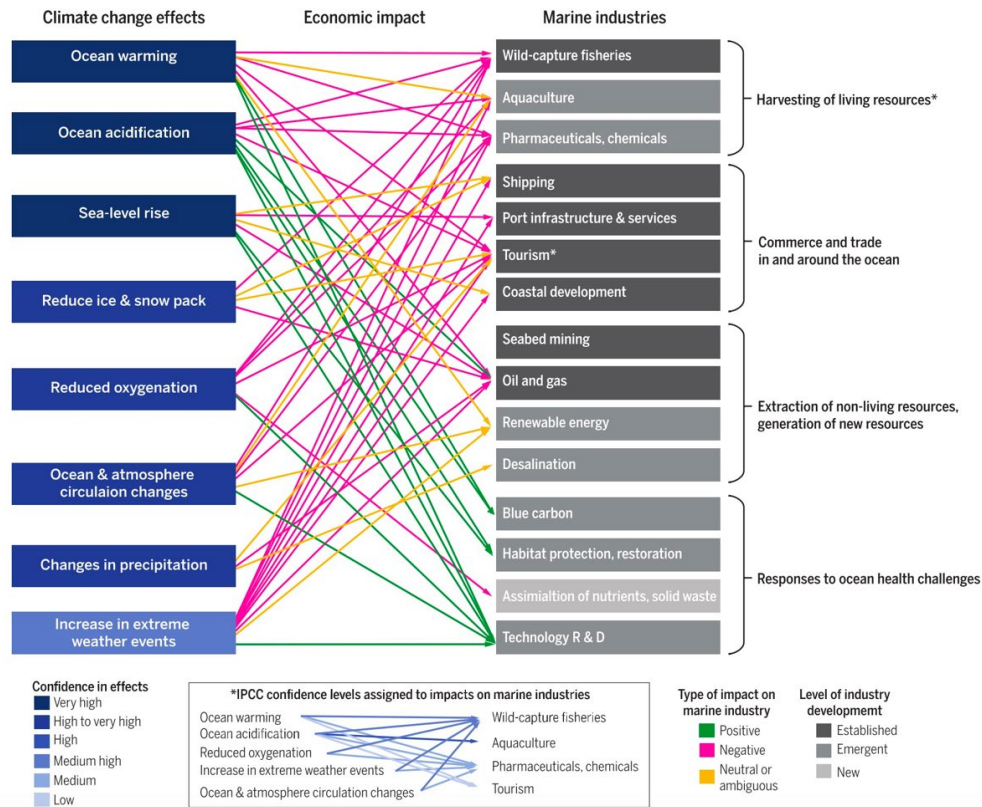 Climate change effects
Economic impact
Marine industries
Ocean warming
Ocean acidification
Sea-level rise
Reduce ice & snow pack
Reduced oxygenation
Ocean & atmosphere
circulaion changes
Changes in precipitation
Increase in extreme
weather events
Wild-capture fisheries
Aquaculture
Pharmaceuticals, chemicals
Shipping
Port infrastructure & services
Tourism*
Coastal development
Seabed mining
Oil and gas
Renewable energy
Desalination
Blue carbon
Habitat protection, restoration
Assimialtion of nutrients, solid waste
Technology R & D
Harvesting of living resources*
Commerce and trade
in and around the ocean
Extraction of non-living resources,
generation of new resources
Responses to ocean health challenges
Confidence in effects
Very high
High to very high
High
Medium high
Medium
Low
*IPCC confidence levels assigned to impacts on marine industries
Ocean warming
Ocean acidification
Reduced oxygenation
Increase in extreme weather events
Ocean & atmosphere circulation changes
Wild-capture fisheries
Aquaculture
Pharmaceuticals, chemicals
Tourism
Type of impact on
marine industry
Positive
Negative
Neutral or
ambiguous
Level of industry
developemt
Established
Emergent
New